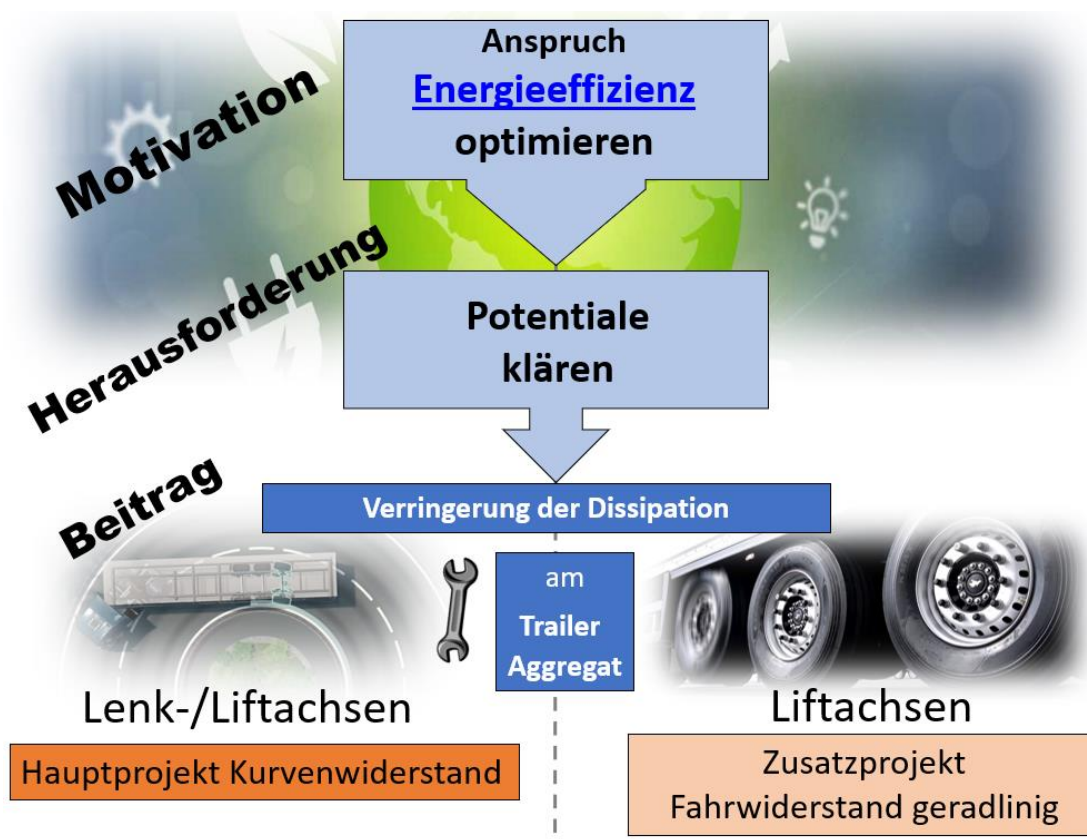 Motivation
Anspruch
Energieeffizienz
optimieren
Herausforderung
Potentiale
klären
Beitrag
Verringerung der Dissipation
am
Trailer
Aggregat
Lenk-/Liftachsen
Liftachsen
Hauptprojekt Kurvenwiderstand
Zusatzprojekt
Fahrwiderstand geradlinig